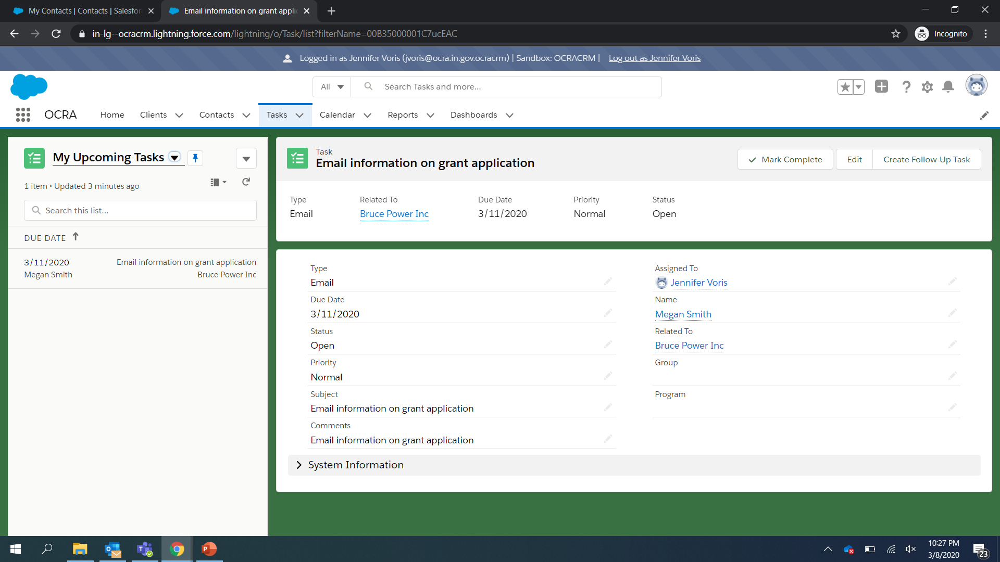 My Contacts | Contacts | Salesfor
Email information on grant applic
in-lg--ocracrm.lightning.force.com/lightning/o/Task/list?filterName=00B35000001C7ucEAC
Incognito
Logged in as Jennifer Voris (jvoris@ocra.in.gov.ocracrm) | Sandbox: OCRACRM | Log out as Jennifer Voris
All
Search Tasks and more...
OCRA
Home
Clients
Contacts
Tasks
Calendar
Reports
Dashboards
My Upcoming Tasks
1 item • Updated 3 minutes ago
Search this list...
DUE DATE
3/11/2020 Email information on grant application
Megan Smith Bruce Power Inc
Task
Email information on grant application
Mark Complete
Edit
Create Follow-Up Task
Type Related To Due Date Priority Status
Email Bruce Power Inc 3/11/2020 Normal Open
Type
Email
Due Date
3/11/2020
Status
Open
Priority
Normal
Subject
Email information on grant application
Comments
Email information on grant application
Assigned To
Jennifer Voris
Name
Megan Smith
Related To
Bruce Power Inc
Group
Program
System Information
10:27 PM
3/8/2020
23